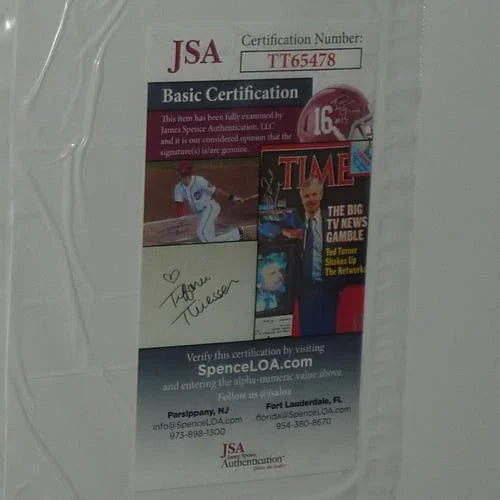 JSA
Certification Number:
TT65478
Basic Certification
This item has been fully examined by
James Spence Authentication, LLC
and it is our considered opinion that the
signature(s) is/are genuine.
16
TIME
THE BIG
TV NEWS
GAMBLE
Ted Turner
Shakes Up
The Networks
Tiffani
Thiessen
Verify this certification by visiting
SpenceLOA.com
and entering the alpha-numeric value above.
Follow us @jsaloa
Parsippany, NJ
info@SpenceLOA.com
973-898-1300
Fort Lauderdale, FL
florida@SpenceLOA.com
954-380-8670
JSA
James Spence
Authentication